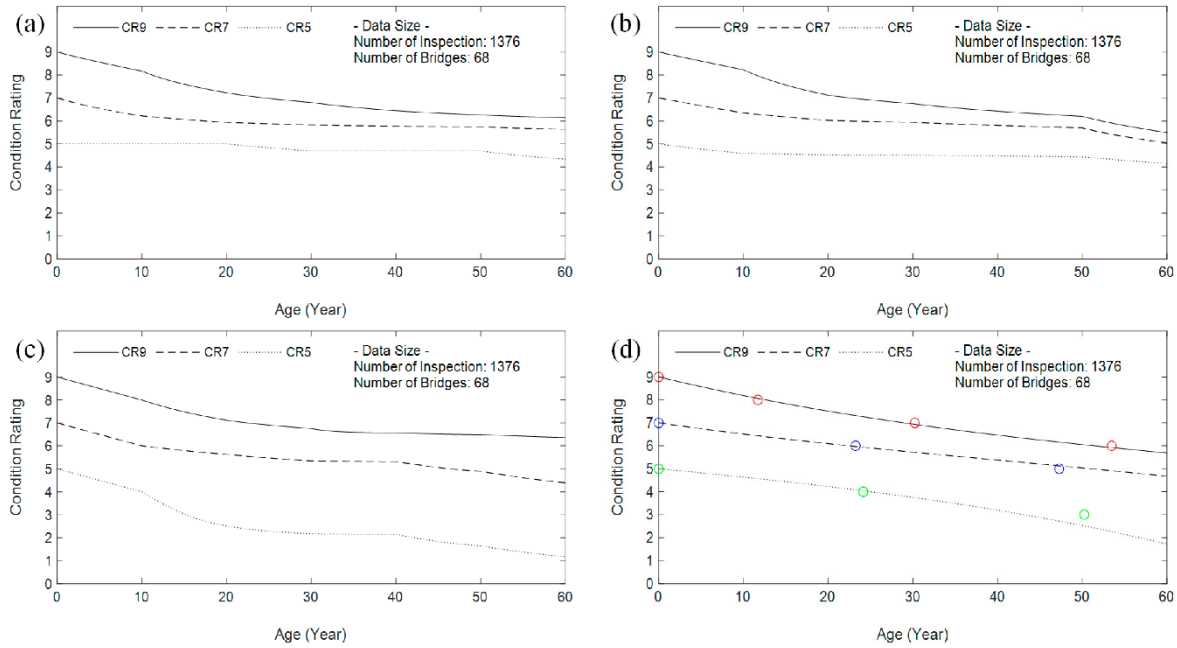 (a)
CR9 CR7 CR5
- Data Size -
Number of Inspection: 1376
Number of Bridges: 68
9
8
7
6
5
4
3
2
1
0
Condition Rating
0 10 20 30 40 50 60
Age (Year)
(b)
CR9 CR7 CR5
- Data Size -
Number of Inspection: 1376
Number of Bridges: 68
9
8
7
6
5
4
3
2
1
0
Condition Rating
0 10 20 30 40 50 60
Age (Year)
(c)
CR9 CR7 CR5
- Data Size -
Number of Inspection: 1376
Number of Bridges: 68
9
8
7
6
5
4
3
2
1
0
Condition Rating
0 10 20 30 40 50 60
Age (Year)
(d)
CR9 CR7 CR5
- Data Size -
Number of Inspection: 1376
Number of Bridges: 68
9
8
7
6
5
4
3
2
1
0
Condition Rating
0 10 20 30 40 50 60
Age (Year)